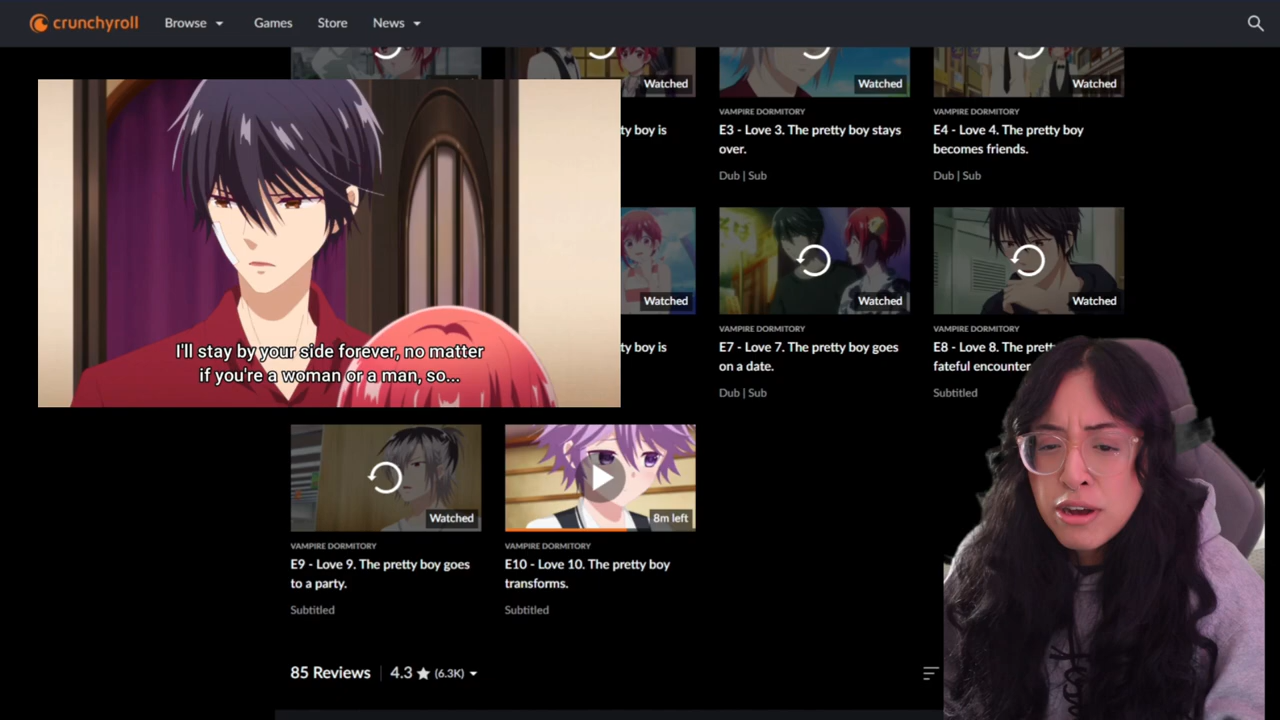 crunchyroll
Browse
Games
Store
News
Watched
Watched
Watched
VAMPIRE DORMITORY
VAMPIRE DORMITORY
ty boy is
E3 - Love 3. The pretty boy stays
over.
E4 - Love 4. The pretty boy
becomes friends.
Dub | Sub
Dub | Sub
I'll stay by your side forever, no matter
if you're a woman or a man, so...
Watched
Watched
Watched
VAMPIRE DORMITORY
VAMPIRE DORMITORY
ty boy is
E7 - Love 7. The pretty boy goes
on a date.
E8 - Love 8. The prett
fateful encounter
Dub | Sub
Subtitled
Watched
8m left
VAMPIRE DORMITORY
VAMPIRE DORMITORY
E9 - Love 9. The pretty boy goes
to a party.
E10 - Love 10. The pretty boy
transforms.
Subtitled
Subtitled
85 Reviews
4.3 ★ (6.3K)